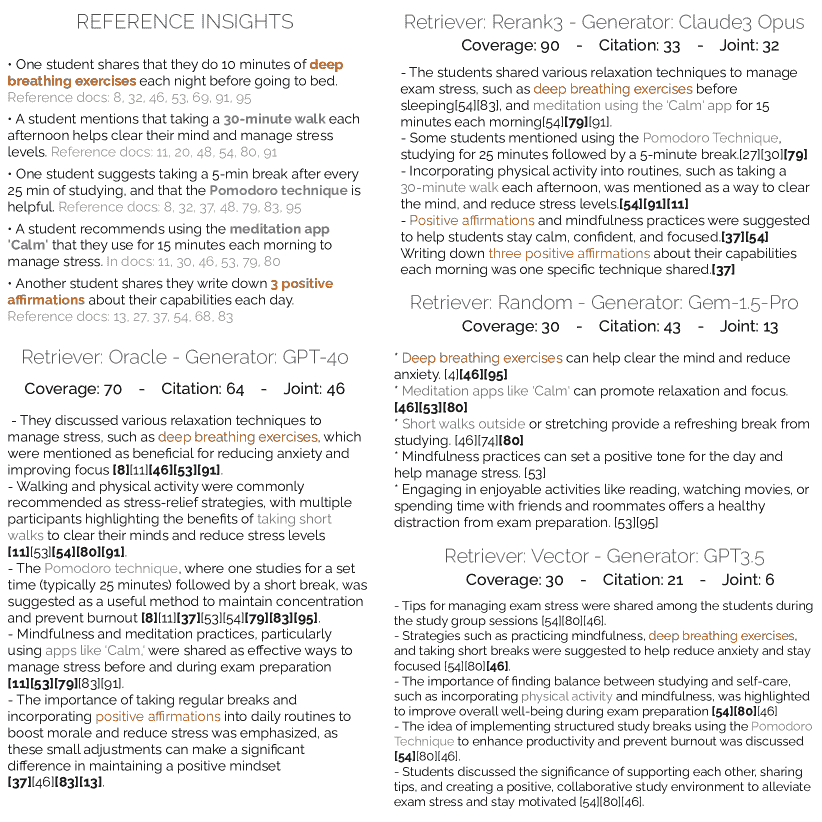 REFERENCE INSIGHTS
• One student shares that they do 10 minutes of deep
breathing exercises each night before going to bed.
Reference docs: 8, 32, 46, 53, 69, 91, 95
• A student mentions that taking a 30-minute walk each
afternoon helps clear their mind and manage stress
levels. Reference docs: 11, 20, 48, 54, 80, 91
• One student suggests taking a 5-min break after every
25 min of studying, and that the Pomodoro technique is
helpful. Reference docs: 8, 32, 37, 48, 79, 83, 95
• A student recommends using the meditation app
'Calm' that they use for 15 minutes each morning to
manage stress. In docs: 11, 30, 46, 53, 79, 80
• Another student shares they write down 3 positive
affirmations about their capabilities each day.
Reference docs: 13, 27, 37, 54, 68, 83
Retriever: Oracle - Generator: GPT-4o
Coverage: 70 - Citation: 64 - Joint: 46
- They discussed various relaxation techniques to
manage stress, such as deep breathing exercises, which
were mentioned as beneficial for reducing anxiety and
improving focus [8][11][46][53][91].
- Walking and physical activity were commonly
recommended as stress-relief strategies, with multiple
participants highlighting the benefits of taking short
walks to clear their minds and reduce stress levels
[11][53][54][80][91].
- The Pomodoro technique, where one studies for a set
time (typically 25 minutes) followed by a short break, was
suggested as a useful method to maintain concentration
and prevent burnout [8][11][37][53][54][79][83][95].
- Mindfulness and meditation practices, particularly
using apps like 'Calm,' were shared as effective ways to
manage stress before and during exam preparation
[11][53][79][83][91].
- The importance of taking regular breaks and
incorporating positive affirmations into daily routines to
boost morale and reduce stress was emphasized, as
these small adjustments can make a significant
difference in maintaining a positive mindset
[37][46][83][13].
Retriever: Rerank3 - Generator: Claude3 Opus
Coverage: 90 - Citation: 33 - Joint: 32
- The students shared various relaxation techniques to manage
exam stress, such as deep breathing exercises before
sleeping[54][83], and meditation using the 'Calm' app for 15
minutes each morning[54][79][91].
- Some students mentioned using the Pomodoro Technique,
studying for 25 minutes followed by a 5-minute break.[27][30][79]
- Incorporating physical activity into routines, such as taking a
30-minute walk each afternoon, was mentioned as a way to clear
the mind, and reduce stress levels.[54][91][11]
- Positive affirmations and mindfulness practices were suggested
to help students stay calm, confident, and focused.[37][54]
Writing down three positive affirmations about their capabilities
each morning was one specific technique shared.[37]
Retriever: Random - Generator: Gem-1.5-Pro
Coverage: 30 - Citation: 43 - Joint: 13
* Deep breathing exercises can help clear the mind and reduce
anxiety. [4][46][95]
* Meditation apps like 'Calm' can promote relaxation and focus.
[46][53][80]
* Short walks outside or stretching provide a refreshing break from
studying. [46][74][80]
* Mindfulness practices can set a positive tone for the day and
help manage stress. [53]
* Engaging in enjoyable activities like reading, watching movies, or
spending time with friends and roommates offers a healthy
distraction from exam preparation. [53][95]
Retriever: Vector - Generator: GPT3.5
Coverage: 30 - Citation: 21 - Joint: 6
- Tips for managing exam stress were shared among the students during
the study group sessions [54][80][46].
- Strategies such as practicing mindfulness, deep breathing exercises,
and taking short breaks were suggested to help reduce anxiety and stay
focused [54][80][46].
- The importance of finding balance between studying and self-care,
such as incorporating physical activity and mindfulness, was highlighted
to improve overall well-being during exam preparation [54][80][46]
- The idea of implementing structured study breaks using the Pomodoro
Technique to enhance productivity and prevent burnout was discussed
[54][80][46].
- Students discussed the significance of supporting each other, sharing
tips, and creating a positive, collaborative study environment to alleviate
exam stress and stay motivated [54][80][46].